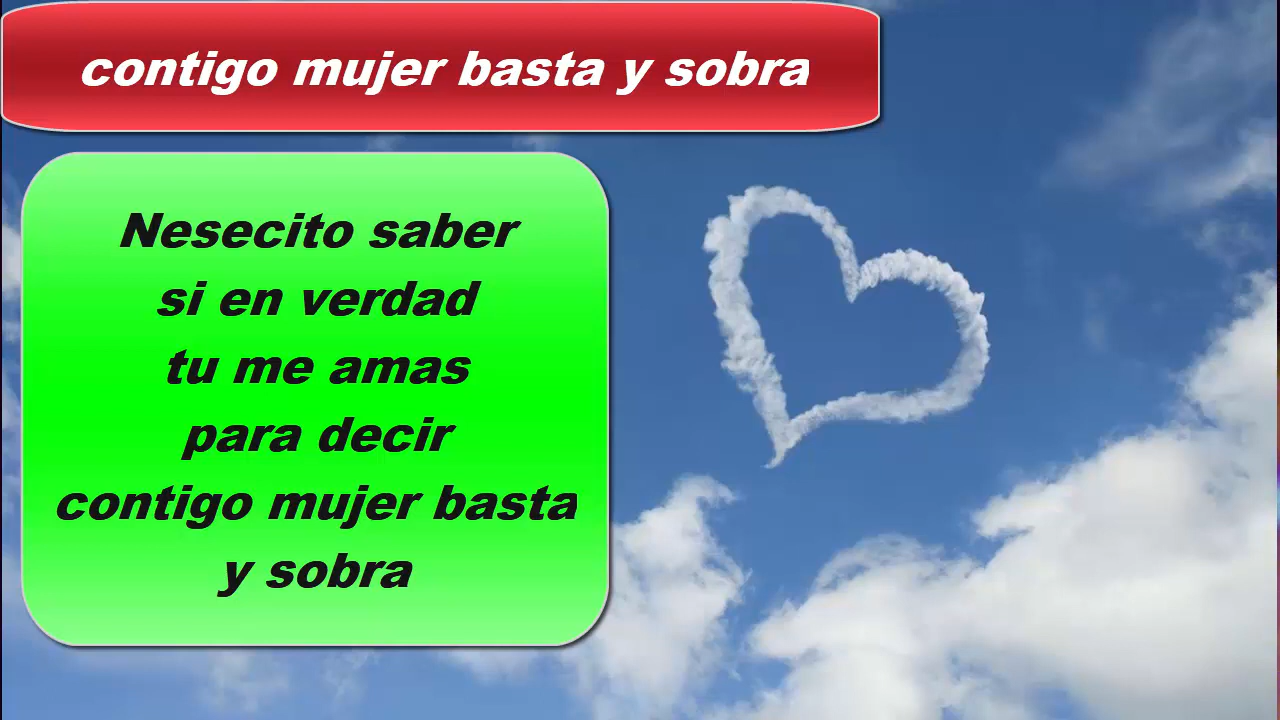 contigo mujer basta y sobra
Nesecito saber
si en verdad
tu me amas
para decir
contigo mujer basta
y sobra